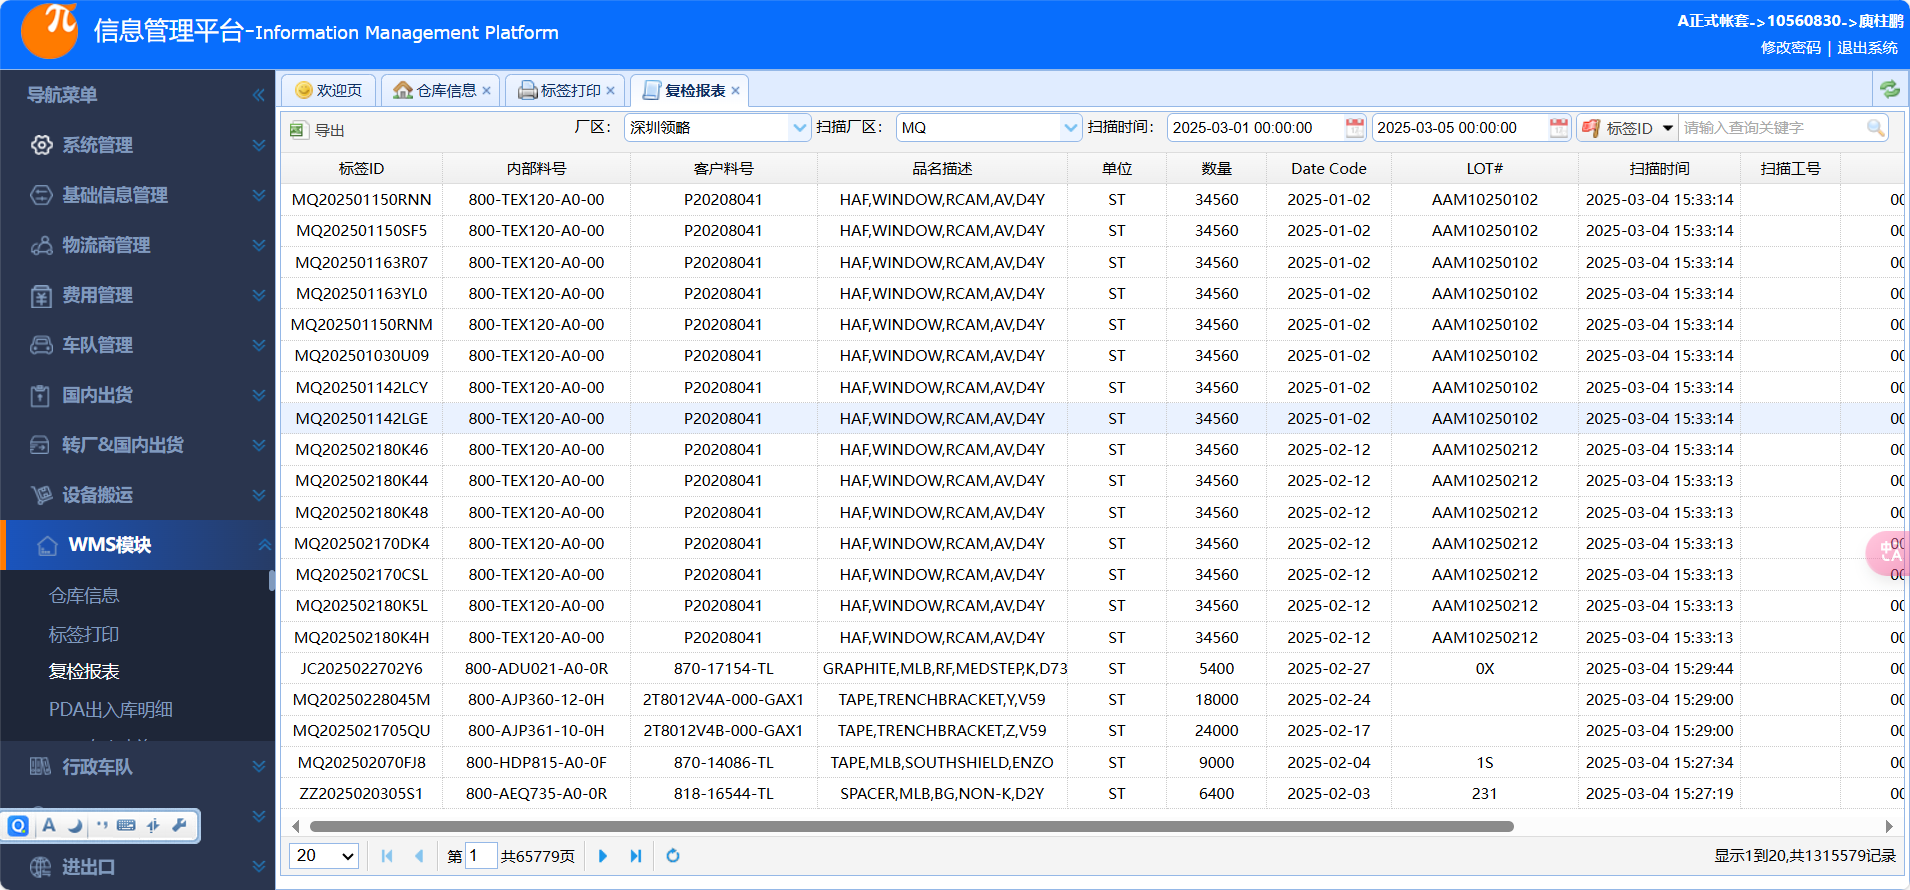 信息管理平台-Information Management Platform
A正式帐套->10560830->庾柱鹏
修改密码 | 退出系统
导航菜单
系统管理
基础信息管理
物流商管理
费用管理
车队管理
国内出货
转厂&国内出货
设备搬运
WMS模块
仓库信息
标签打印
复检报表
PDA出入库明细
行政车队
进出口
欢迎页 仓库信息 × 标签打印 × 复检报表 ×
导出 厂区: 深圳领略 扫描厂区: MQ 扫描时间: 2025-03-01 00:00:00 2025-03-05 00:00:00 标签ID 请输入查询关键字
标签ID 内部料号 客户料号 品名描述 单位 数量 Date Code LOT# 扫描时间 扫描工号
MQ202501150RNN 800-TEX120-A0-00 P20208041 HAF,WINDOW,RCAM,AV,D4Y ST 34560 2025-01-02 AAM10250102 2025-03-04 15:33:14 00
MQ202501150SF5 800-TEX120-A0-00 P20208041 HAF,WINDOW,RCAM,AV,D4Y ST 34560 2025-01-02 AAM10250102 2025-03-04 15:33:14 00
MQ202501163R07 800-TEX120-A0-00 P20208041 HAF,WINDOW,RCAM,AV,D4Y ST 34560 2025-01-02 AAM10250102 2025-03-04 15:33:14 00
MQ202501163YL0 800-TEX120-A0-00 P20208041 HAF,WINDOW,RCAM,AV,D4Y ST 34560 2025-01-02 AAM10250102 2025-03-04 15:33:14 00
MQ202501150RNM 800-TEX120-A0-00 P20208041 HAF,WINDOW,RCAM,AV,D4Y ST 34560 2025-01-02 AAM10250102 2025-03-04 15:33:14 00
MQ202501030U09 800-TEX120-A0-00 P20208041 HAF,WINDOW,RCAM,AV,D4Y ST 34560 2025-01-02 AAM10250102 2025-03-04 15:33:14 00
MQ202501142LCY 800-TEX120-A0-00 P20208041 HAF,WINDOW,RCAM,AV,D4Y ST 34560 2025-01-02 AAM10250102 2025-03-04 15:33:14 00
MQ202501142LGE 800-TEX120-A0-00 P20208041 HAF,WINDOW,RCAM,AV,D4Y ST 34560 2025-01-02 AAM10250102 2025-03-04 15:33:14 00
MQ202502180K46 800-TEX120-A0-00 P20208041 HAF,WINDOW,RCAM,AV,D4Y ST 34560 2025-02-12 AAM10250212 2025-03-04 15:33:14 00
MQ202502180K44 800-TEX120-A0-00 P20208041 HAF,WINDOW,RCAM,AV,D4Y ST 34560 2025-02-12 AAM10250212 2025-03-04 15:33:13 00
MQ202502180K48 800-TEX120-A0-00 P20208041 HAF,WINDOW,RCAM,AV,D4Y ST 34560 2025-02-12 AAM10250212 2025-03-04 15:33:13 00
MQ202502170DK4 800-TEX120-A0-00 P20208041 HAF,WINDOW,RCAM,AV,D4Y ST 34560 2025-02-12 AAM10250212 2025-03-04 15:33:13 00
MQ202502170CSL 800-TEX120-A0-00 P20208041 HAF,WINDOW,RCAM,AV,D4Y ST 34560 2025-02-12 AAM10250212 2025-03-04 15:33:13 00
MQ202502180K5L 800-TEX120-A0-00 P20208041 HAF,WINDOW,RCAM,AV,D4Y ST 34560 2025-02-12 AAM10250212 2025-03-04 15:33:13 00
MQ202502180K4H 800-TEX120-A0-00 P20208041 HAF,WINDOW,RCAM,AV,D4Y ST 34560 2025-02-12 AAM10250212 2025-03-04 15:33:13 00
JC2025022702Y6 800-ADU021-A0-0R 870-17154-TL GRAPHITE,MLB,RF,MEDSTEP,K,D73 ST 5400 2025-02-27 0X 2025-03-04 15:29:44 00
MQ20250228045M 800-AJP360-12-0H 2T8012V4A-000-GAX1 TAPE,TRENCHBRACKET,Y,V59 ST 18000 2025-02-24 2025-03-04 15:29:00 00
MQ2025021705QU 800-AJP361-10-0H 2T8012V4B-000-GAX1 TAPE,TRENCHBRACKET,Z,V59 ST 24000 2025-02-17 2025-03-04 15:29:00 00
MQ202502070FJ8 800-HDP815-A0-0F 870-14086-TL TAPE,MLB,SOUTHSHIELD,ENZO ST 9000 2025-02-04 1S 2025-03-04 15:27:34 00
ZZ2025020305S1 800-AEQ735-A0-0R 818-16544-TL SPACER,MLB,BG,NON-K,D2Y ST 6400 2025-02-03 231 2025-03-04 15:27:19 00
20 第 1 共65779页
显示1到20,共1315579记录